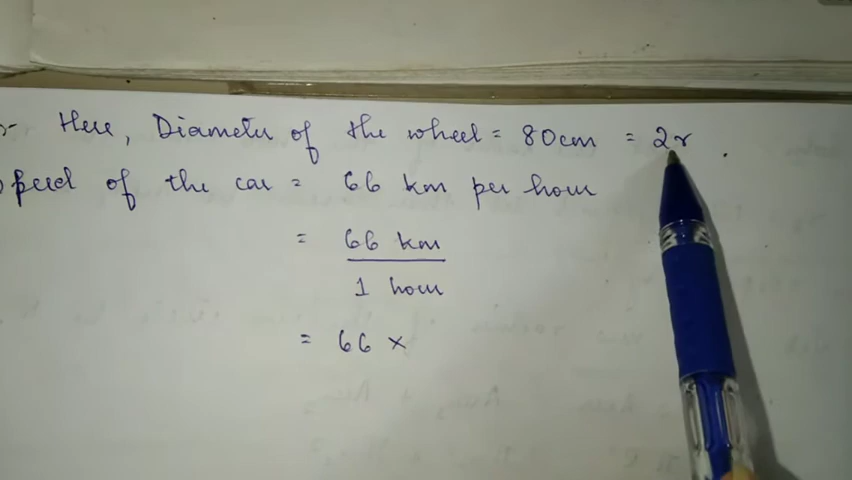 :- Here, Diameter of the wheel = 80cm = 2r
Speed of the car = 66 km per hour
= 66 km
1 hour
= 66 ×